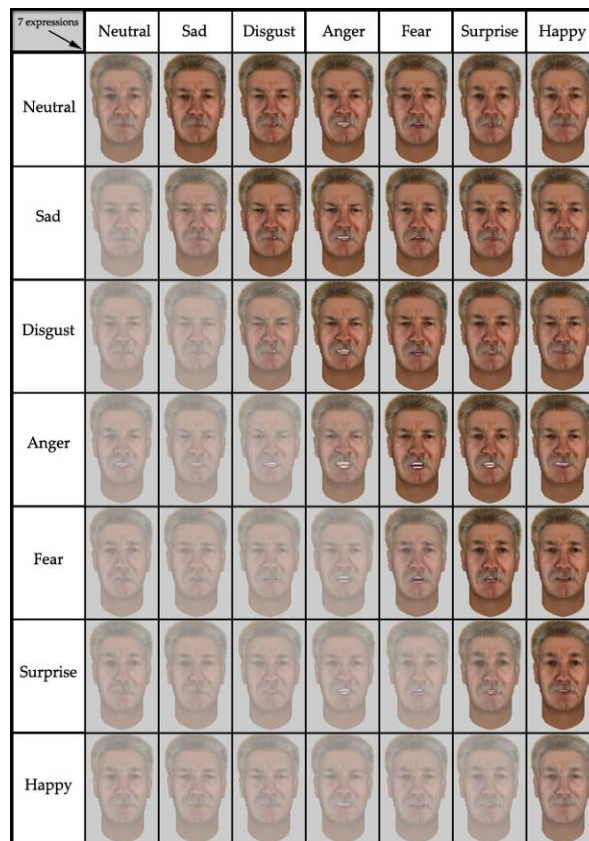 7 expressions
Neutral Sad Disgust Anger Fear Surprise Happy
Neutral
Sad
Disgust
Anger
Fear
Surprise
Happy